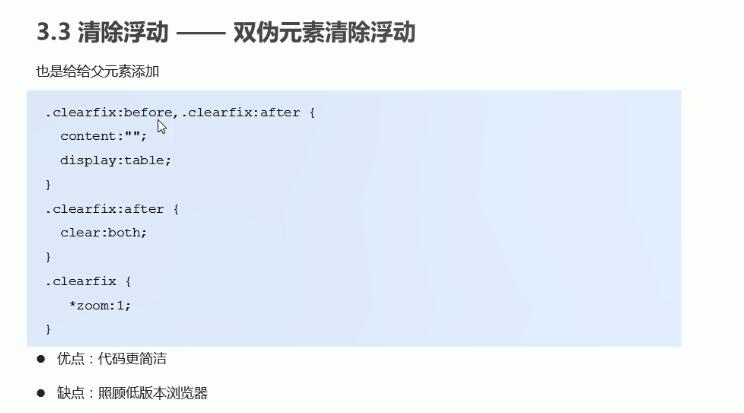 3.3 清除浮动 —— 双伪元素清除浮动
也是给给父元素添加
.clearfix:before,.clearfix:after {
content:"";
display:table;
}
.clearfix:after {
clear:both;
}
.clearfix {
*zoom:1;
}
● 优点：代码更简洁
● 缺点：照顾低版本浏览器